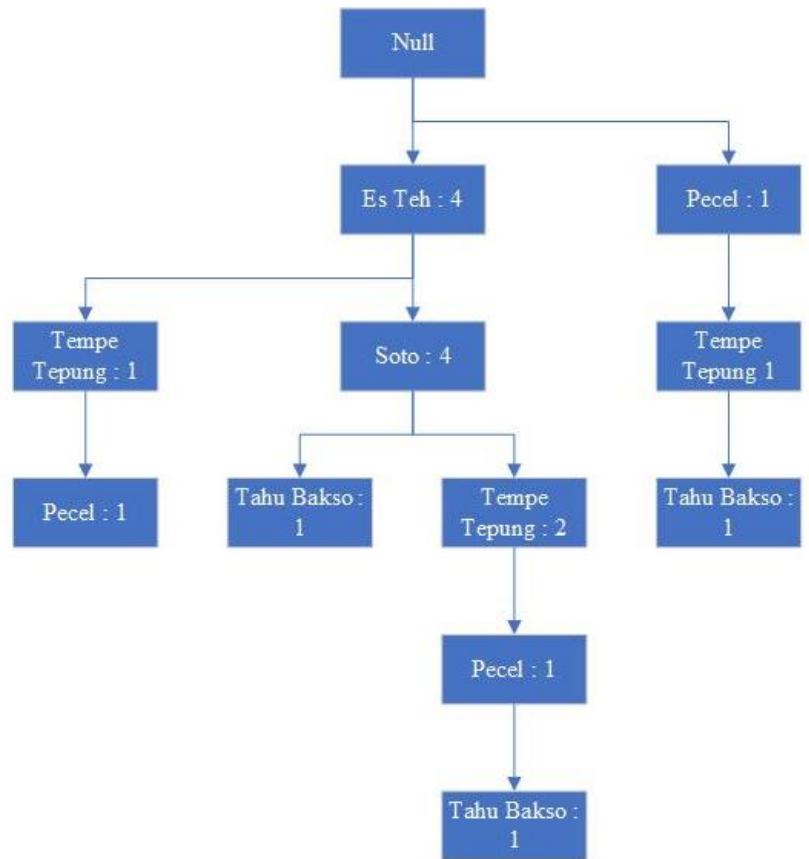 Null
Es Teh : 4
Pecel : 1
Tempe
Tepung : 1
Soto : 4
Tempe
Tepung 1
Pecel : 1
Tahu Bakso :
1
Tempe
Tepung : 2
Tahu Bakso :
1
Pecel : 1
Tahu Bakso :
1